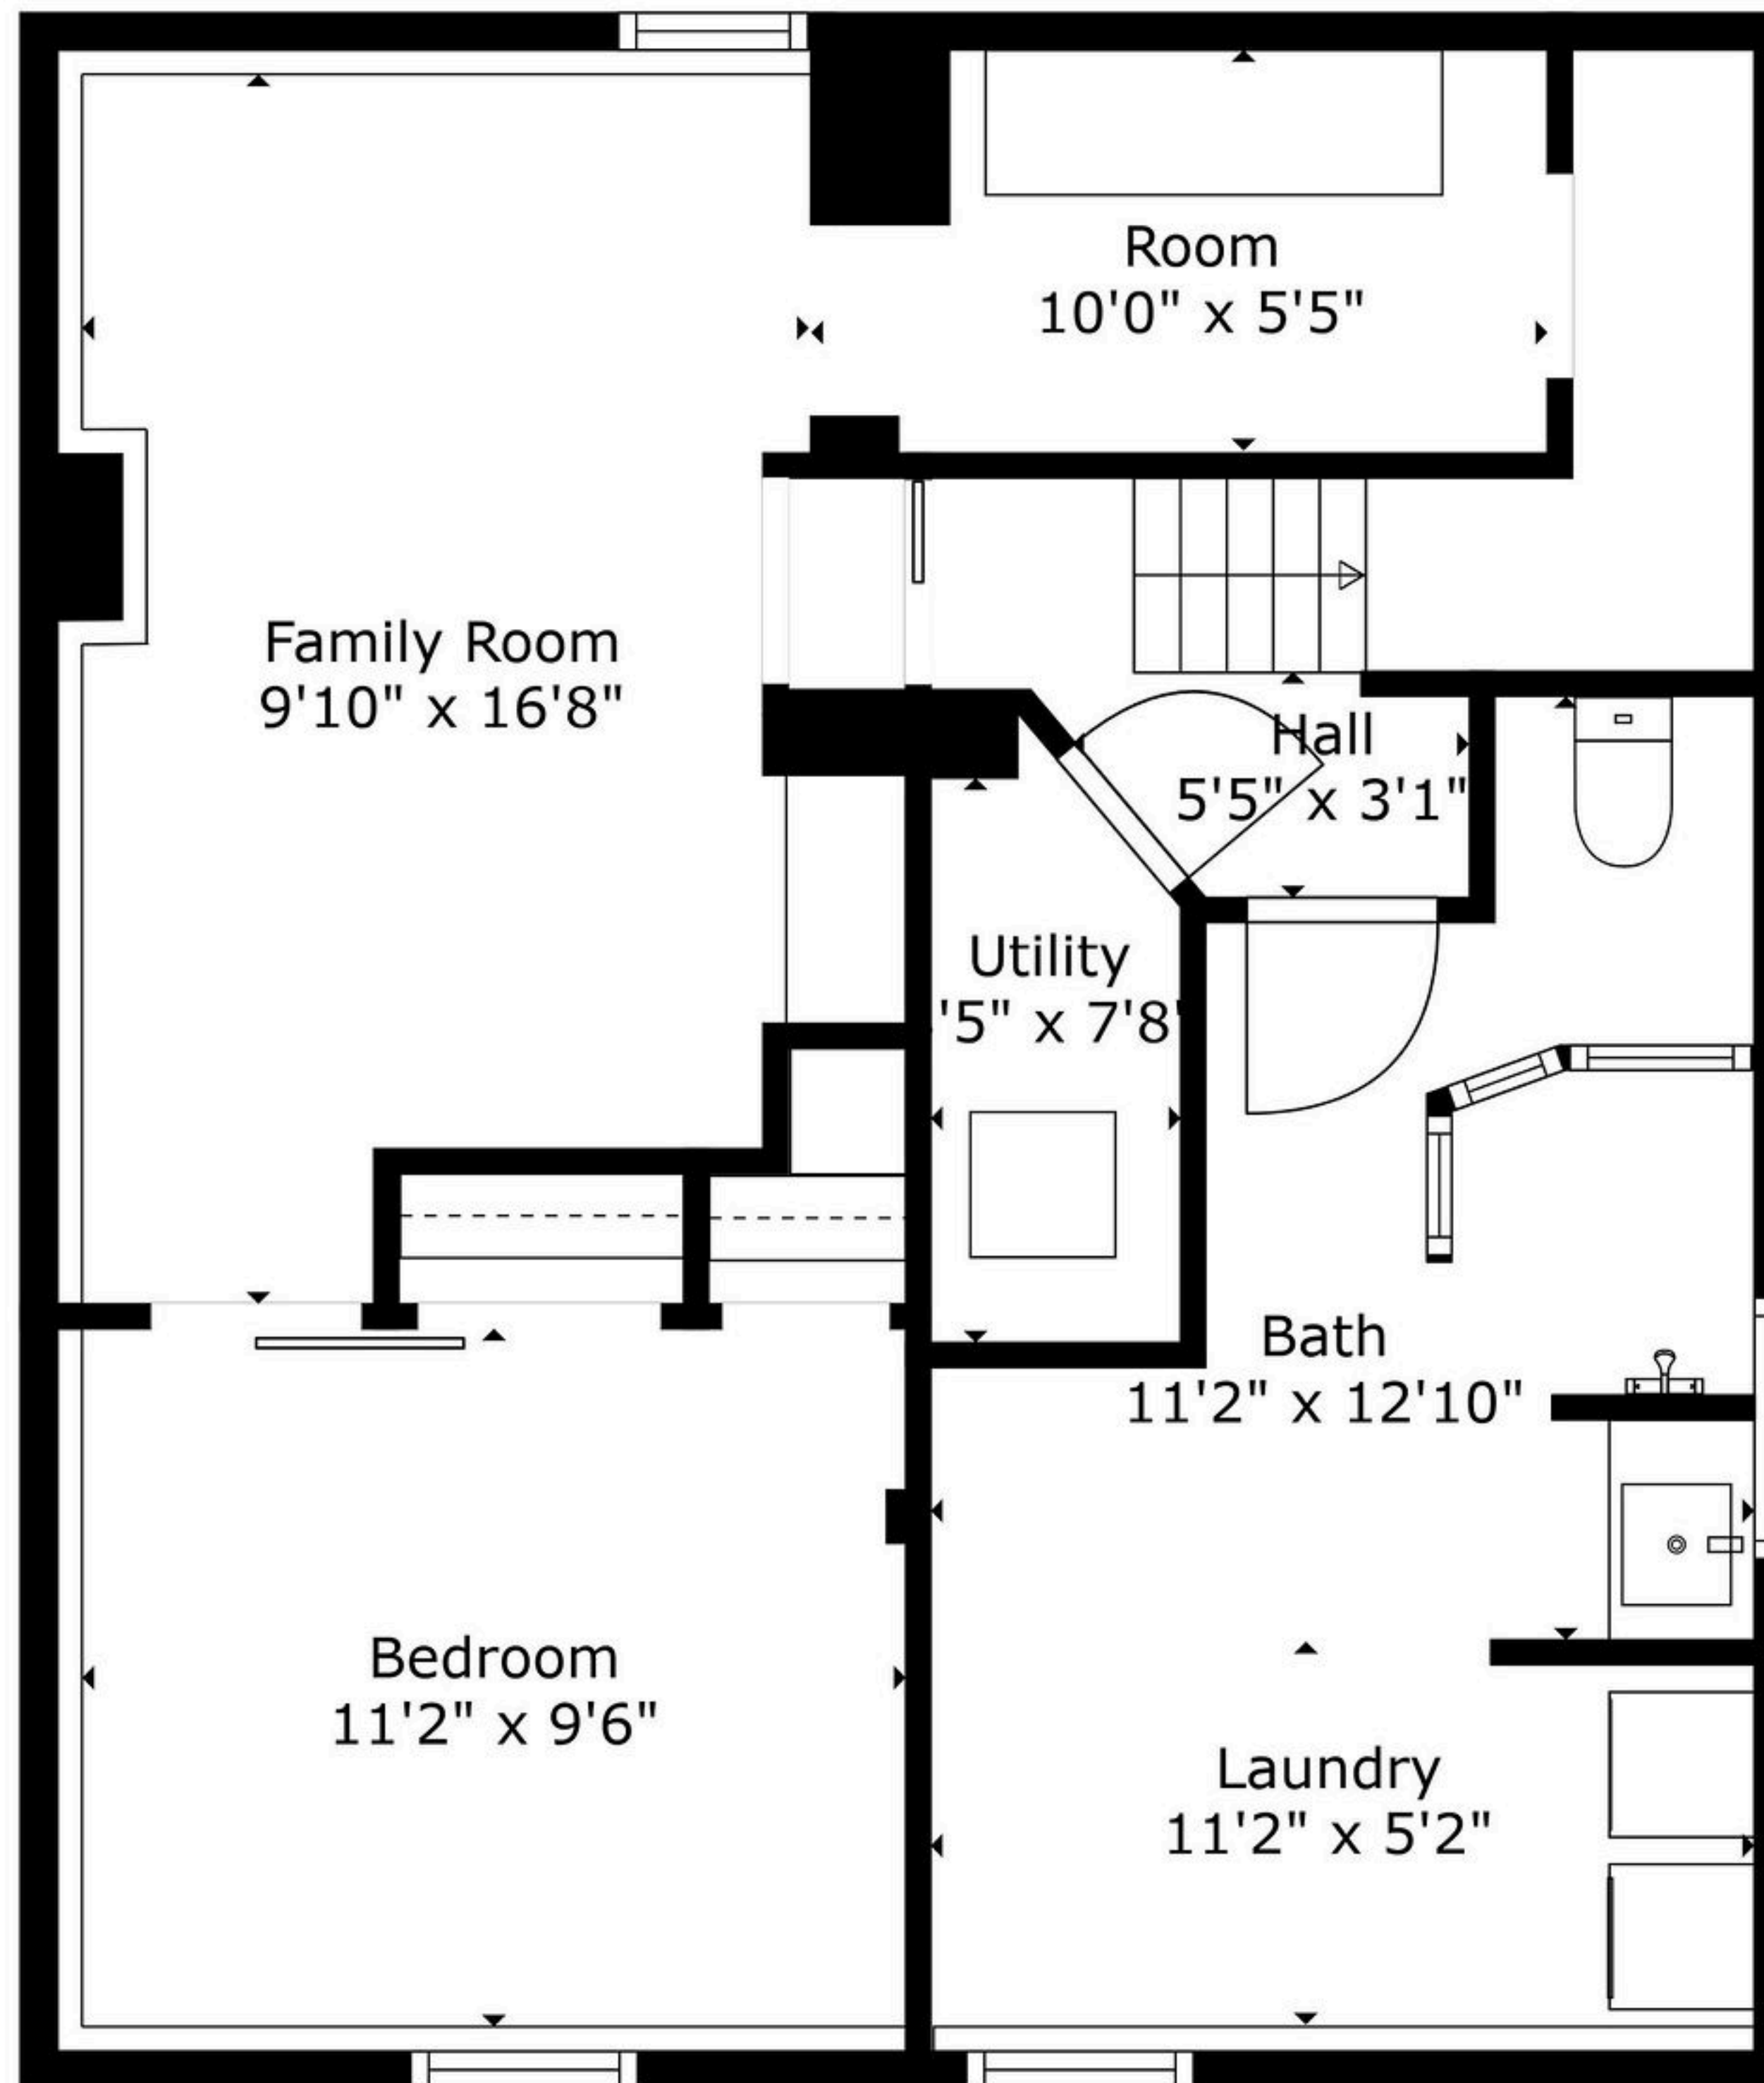 Room
10'0" x 5'5"
Family Room
9'10" x 16'8"
Hall
5'5" x 3'1"
Utility
'5" x 7'8"
Bath
11'2" x 12'10"
Bedroom
11'2" x 9'6"
Laundry
11'2" x 5'2"